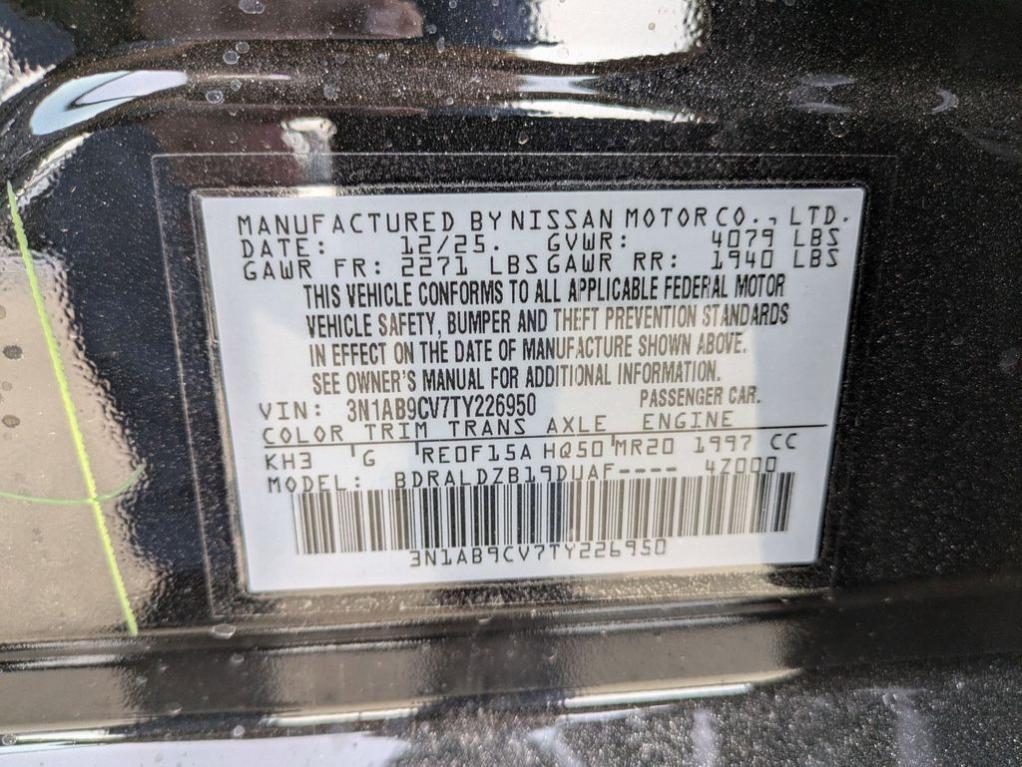 MANUFACTURED BY NISSAN MOTOR CO., LTD.
DATE: 12/25. GVWR: 4079 LBS
GAWR FR: 2271 LBS GAWR RR: 1940 LBS
THIS VEHICLE CONFORMS TO ALL APPLICABLE FEDERAL MOTOR
VEHICLE SAFETY, BUMPER AND THEFT PREVENTION STANDARDS
IN EFFECT ON THE DATE OF MANUFACTURE SHOWN ABOVE.
SEE OWNER'S MANUAL FOR ADDITIONAL INFORMATION.
VIN: 3N1AB9CV7TY226950 PASSENGER CAR.
COLOR TRIM TRANS AXLE ENGINE
KH3 G RE0F15A HQ50 MR20 1997 CC
MODEL: BDRALDZB19DUAF---- 4Z000
3N1AB9CV7TY226950